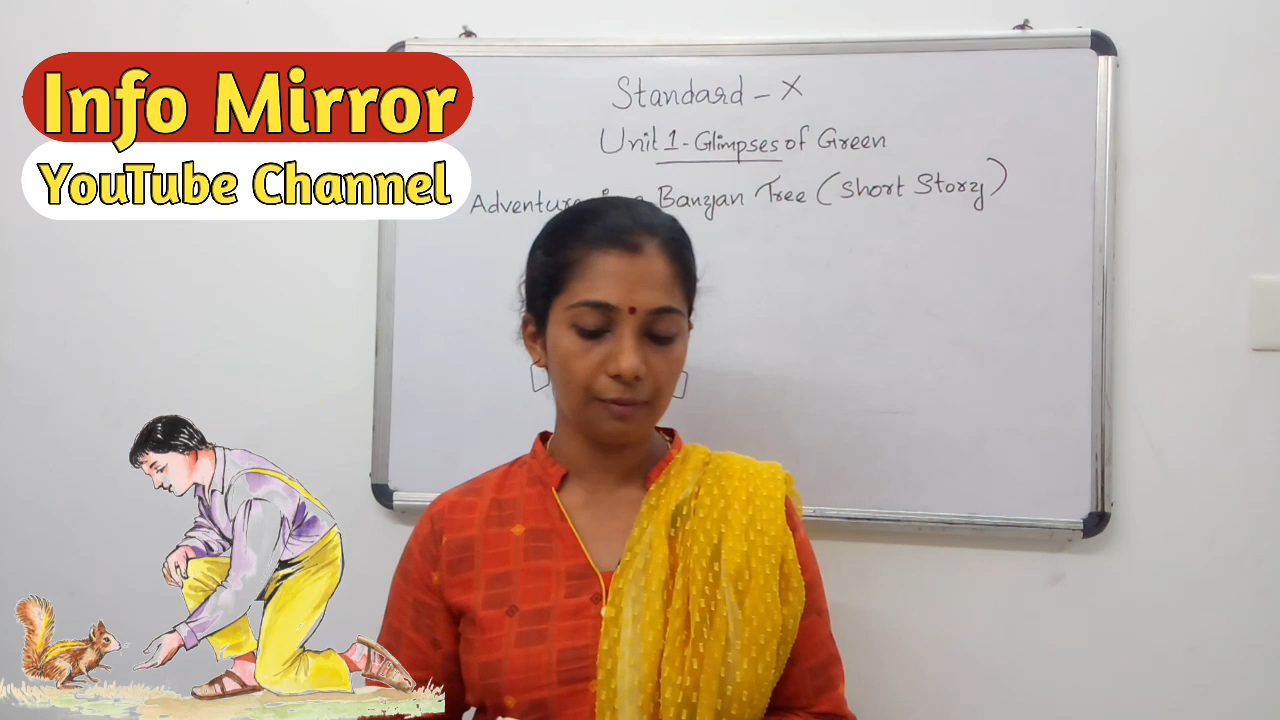 Info Mirror
YouTube Channel
Standard - X
Unit 1 - Glimpses of Green
Banyan Tree (Short Story)